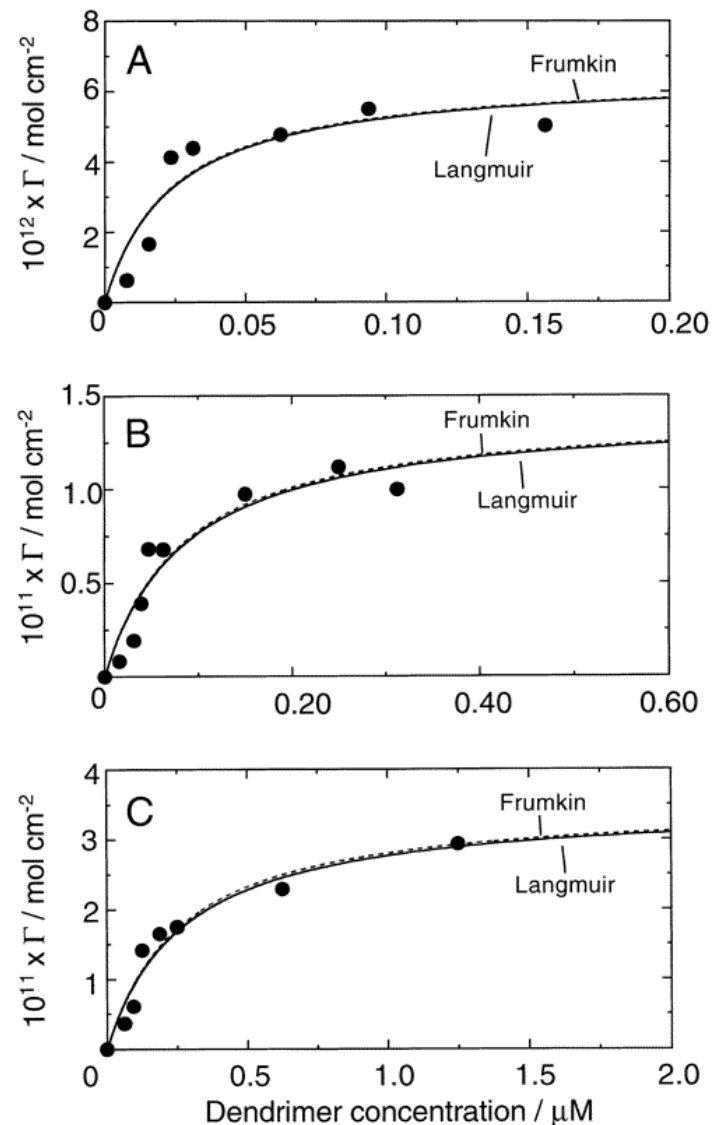 A
10¹² x Γ / mol cm⁻²
8
6
4
2
0
Frumkin
Langmuir
0 0.05 0.10 0.15 0.20
B
10¹¹ x Γ / mol cm⁻²
1.5
1.0
0.5
Frumkin
Langmuir
0 0.20 0.40 0.60
C
10¹¹ x Γ / mol cm⁻²
4
3
2
1
Frumkin
Langmuir
0 0.5 1.0 1.5 2.0
Dendrimer concentration / μM